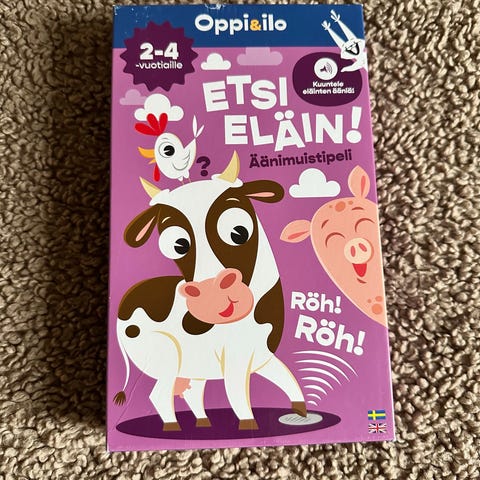 Oppi&ilo
2-4
-vuotiaille
Kuuntele
eläinten ääniä!
ETSI
ELÄIN!
Äänimuistipeli
?
Röh!
Röh!